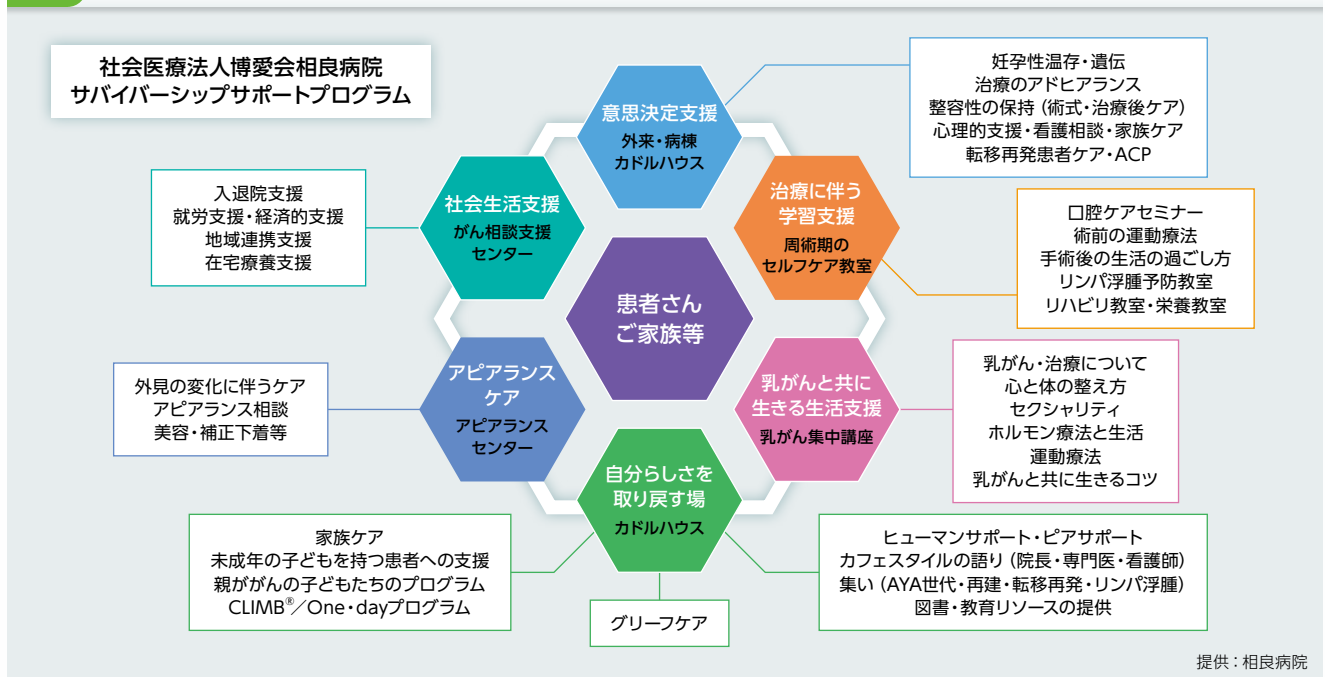 社会医療法人博愛会相良病院
サバイバーシップサポートプログラム
意思決定支援
外来・病棟
カドルハウス
妊孕性温存・遺伝
治療のアドヒアランス
整容性の保持（術式・治療後ケア）
心理的支援・看護相談・家族ケア
転移再発患者ケア・ACP
治療に伴う
学習支援
周術期の
セルフケア教室
口腔ケアセミナー
術前の運動療法
手術後の生活の過ごし方
リンパ浮腫予防教室
リハビリ教室・栄養教室
乳がんと共に
生きる生活支援
乳がん集中講座
乳がん・治療について
心と体の整え方
セクシャリティ
ホルモン療法と生活
運動療法
乳がんと共に生きるコツ
自分らしさを
取り戻す場
カドルハウス
ヒューマンサポート・ピアサポート
カフェスタイルの語り（院長・専門医・看護師）
集い（AYA世代・再建・転移再発・リンパ浮腫）
図書・教育リソースの提供
グリーフケア
家族ケア
未成年の子どもを持つ患者への支援
親ががんの子どもたちのプログラム
CLIMB®／One・dayプログラム
アピアランス
ケア
アピアランス
センター
外見の変化に伴うケア
アピアランス相談
美容・補正下着等
社会生活支援
がん相談支援
センター
入退院支援
就労支援・経済的支援
地域連携支援
在宅療養支援
患者さん
ご家族等
提供：相良病院